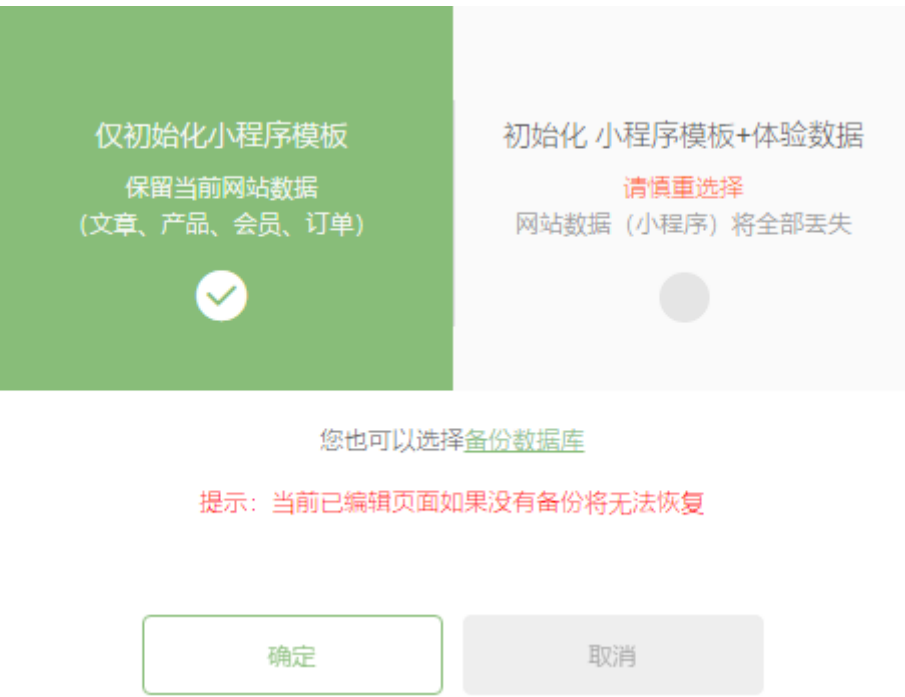 仅初始化小程序模板
保留当前网站数据
（文章、产品、会员、订单）
初始化 小程序模板+体验数据
请慎重选择
网站数据（小程序）将全部丢失
您也可以选择备份数据库
提示：当前已编辑页面如果没有备份将无法恢复
确定
取消